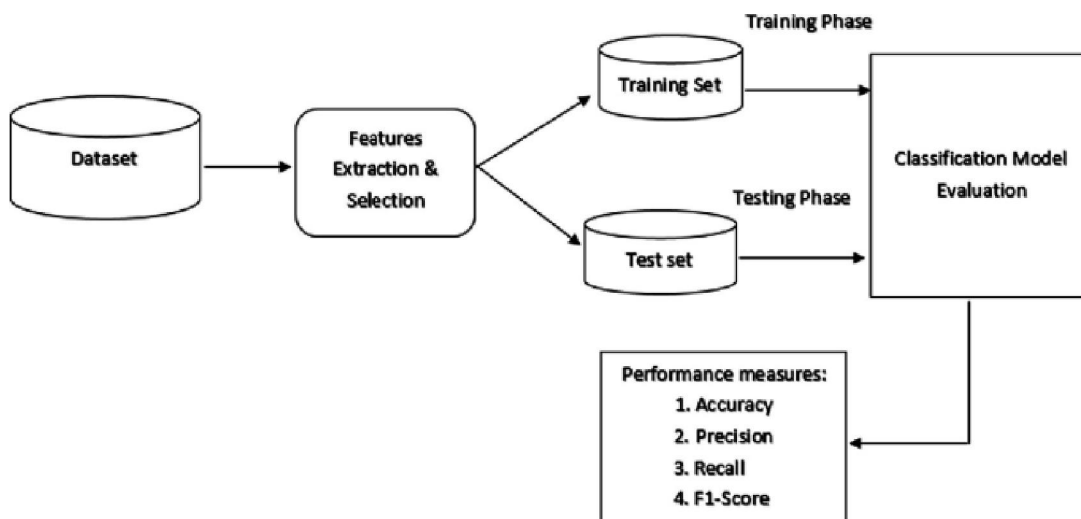 Training Phase
Training Set
Dataset
Features
Extraction &
Selection
Classification Model
Evaluation
Testing Phase
Test set
Performance measures:
1. Accuracy
2. Precision
3. Recall
4. F1-Score